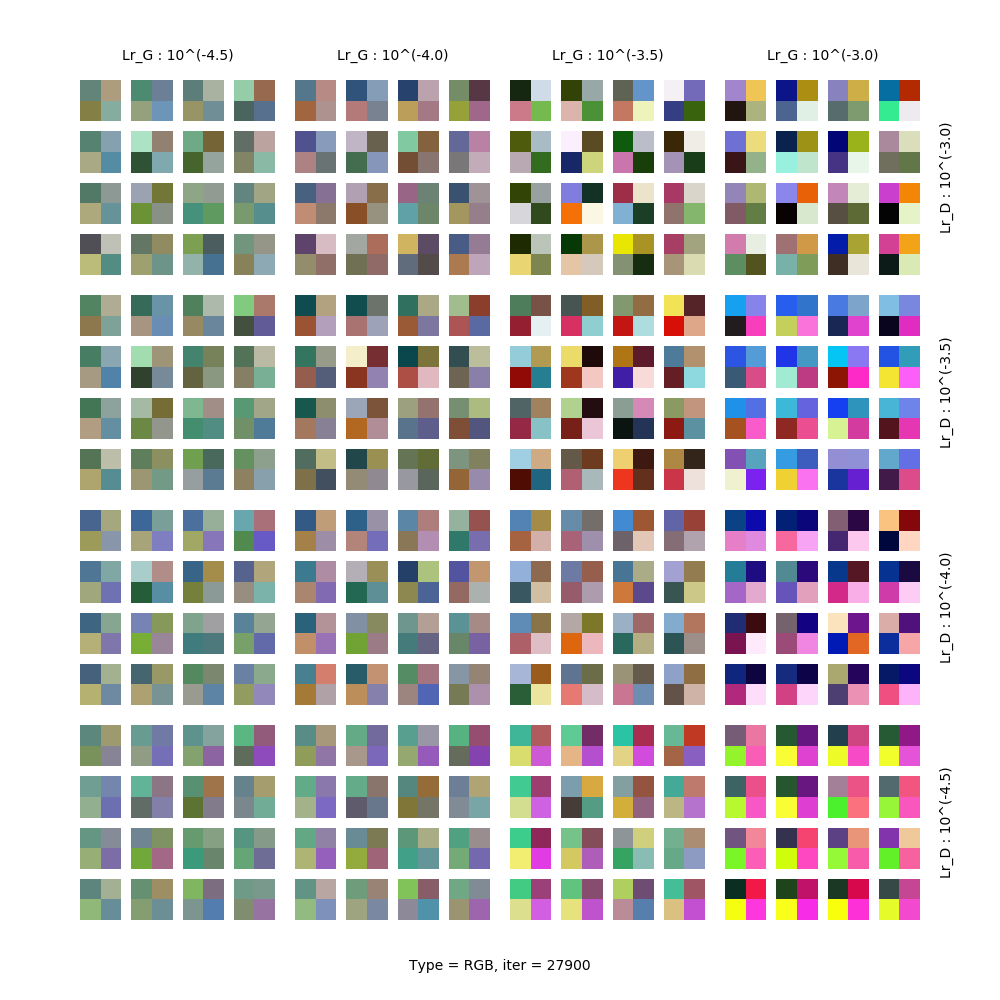 Lr_G : 10^(-4.5)
Lr_G : 10^(-4.0)
Lr_G : 10^(-3.5)
Lr_G : 10^(-3.0)
Lr_D : 10^(-3.0)
Lr_D : 10^(-3.5)
Lr_D : 10^(-4.0)
Lr_D : 10^(-4.5)
Type = RGB, iter = 27900